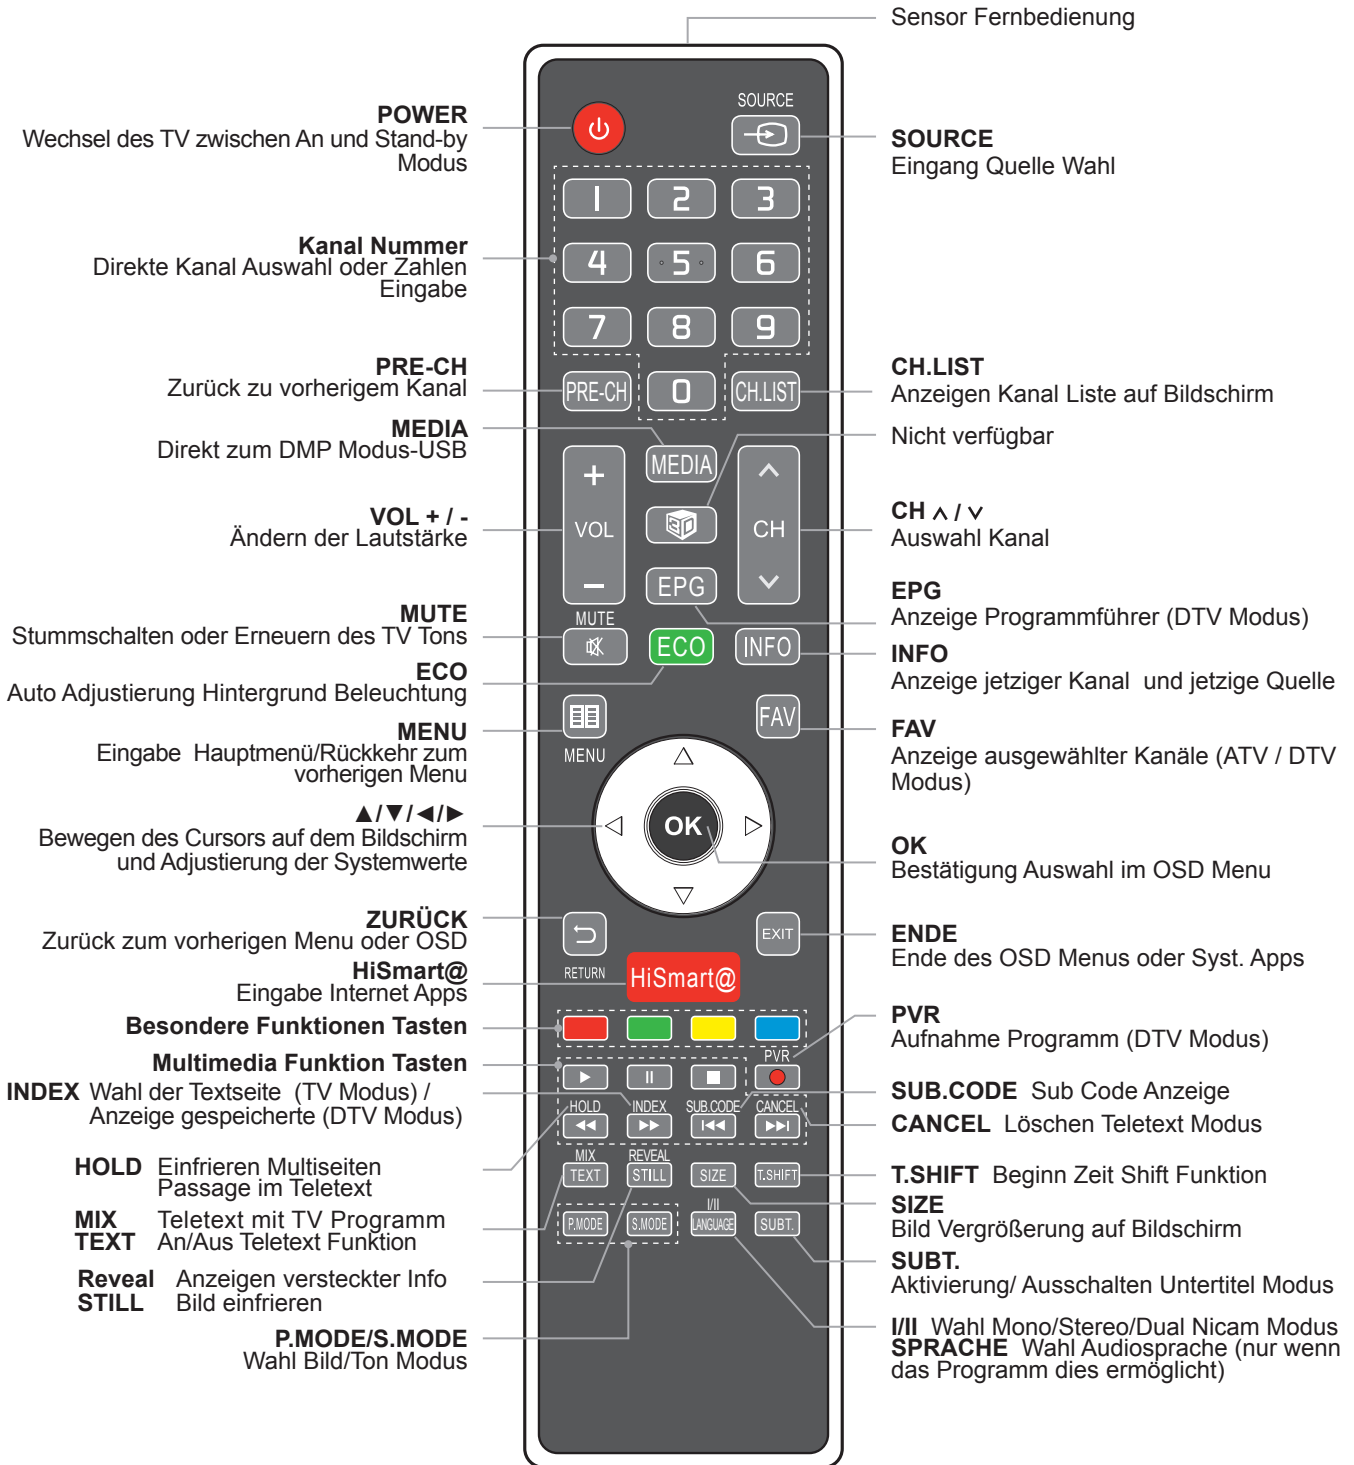 Sensor Fernbedienung
POWER
Wechsel des TV zwischen An und Stand-by
Modus
Kanal Nummer
Direkte Kanal Auswahl oder Zahlen
Eingabe
PRE-CH
Zurück zu vorherigem Kanal
MEDIA
Direkt zum DMP Modus-USB
VOL + / -
Ändern der Lautstärke
MUTE
Stummschalten oder Erneuern des TV Tons
ECO
Auto Adjustierung Hintergrund Beleuchtung
MENU
Eingabe Hauptmenü/Rückkehr zum
vorherigen Menu
▲/▼/◄/►
Bewegen des Cursors auf dem Bildschirm
und Adjustierung der Systemwerte
ZURÜCK
Zurück zum vorherigen Menu oder OSD
HiSmart@
Eingabe Internet Apps
Besondere Funktionen Tasten
Multimedia Funktion Tasten
INDEX Wahl der Textseite (TV Modus) /
Anzeige gespeicherte (DTV Modus)
HOLD Einfrieren Multiseiten
Passage im Teletext
MIX Teletext mit TV Programm
TEXT An/Aus Teletext Funktion
Reveal Anzeigen versteckter Info
STILL Bild einfrieren
P.MODE/S.MODE
Wahl Bild/Ton Modus
SOURCE
1 2 3
4 5 6
7 8 9
PRE-CH 0 CH.LIST
MEDIA
+
VOL
−
3D
CH
EPG
MUTE
ECO INFO
FAV
MENU
OK
EXIT
RETURN
HiSmart@
PVR
HOLD INDEX SUB.CODE CANCEL
MIX REVEAL
TEXT STILL SIZE T.SHIFT
I/II
P.MODE S.MODE LANGUAGE SUBT.
SOURCE
Eingang Quelle Wahl
CH.LIST
Anzeigen Kanal Liste auf Bildschirm
Nicht verfügbar
CH ∧ / ∨
Auswahl Kanal
EPG
Anzeige Programmführer (DTV Modus)
INFO
Anzeige jetziger Kanal und jetzige Quelle
FAV
Anzeige ausgewählter Kanäle (ATV / DTV
Modus)
OK
Bestätigung Auswahl im OSD Menu
ENDE
Ende des OSD Menus oder Syst. Apps
PVR
Aufnahme Programm (DTV Modus)
SUB.CODE Sub Code Anzeige
CANCEL Löschen Teletext Modus
T.SHIFT Beginn Zeit Shift Funktion
SIZE
Bild Vergrößerung auf Bildschirm
SUBT.
Aktivierung/ Ausschalten Untertitel Modus
I/II Wahl Mono/Stereo/Dual Nicam Modus
SPRACHE Wahl Audiosprache (nur wenn
das Programm dies ermöglicht)